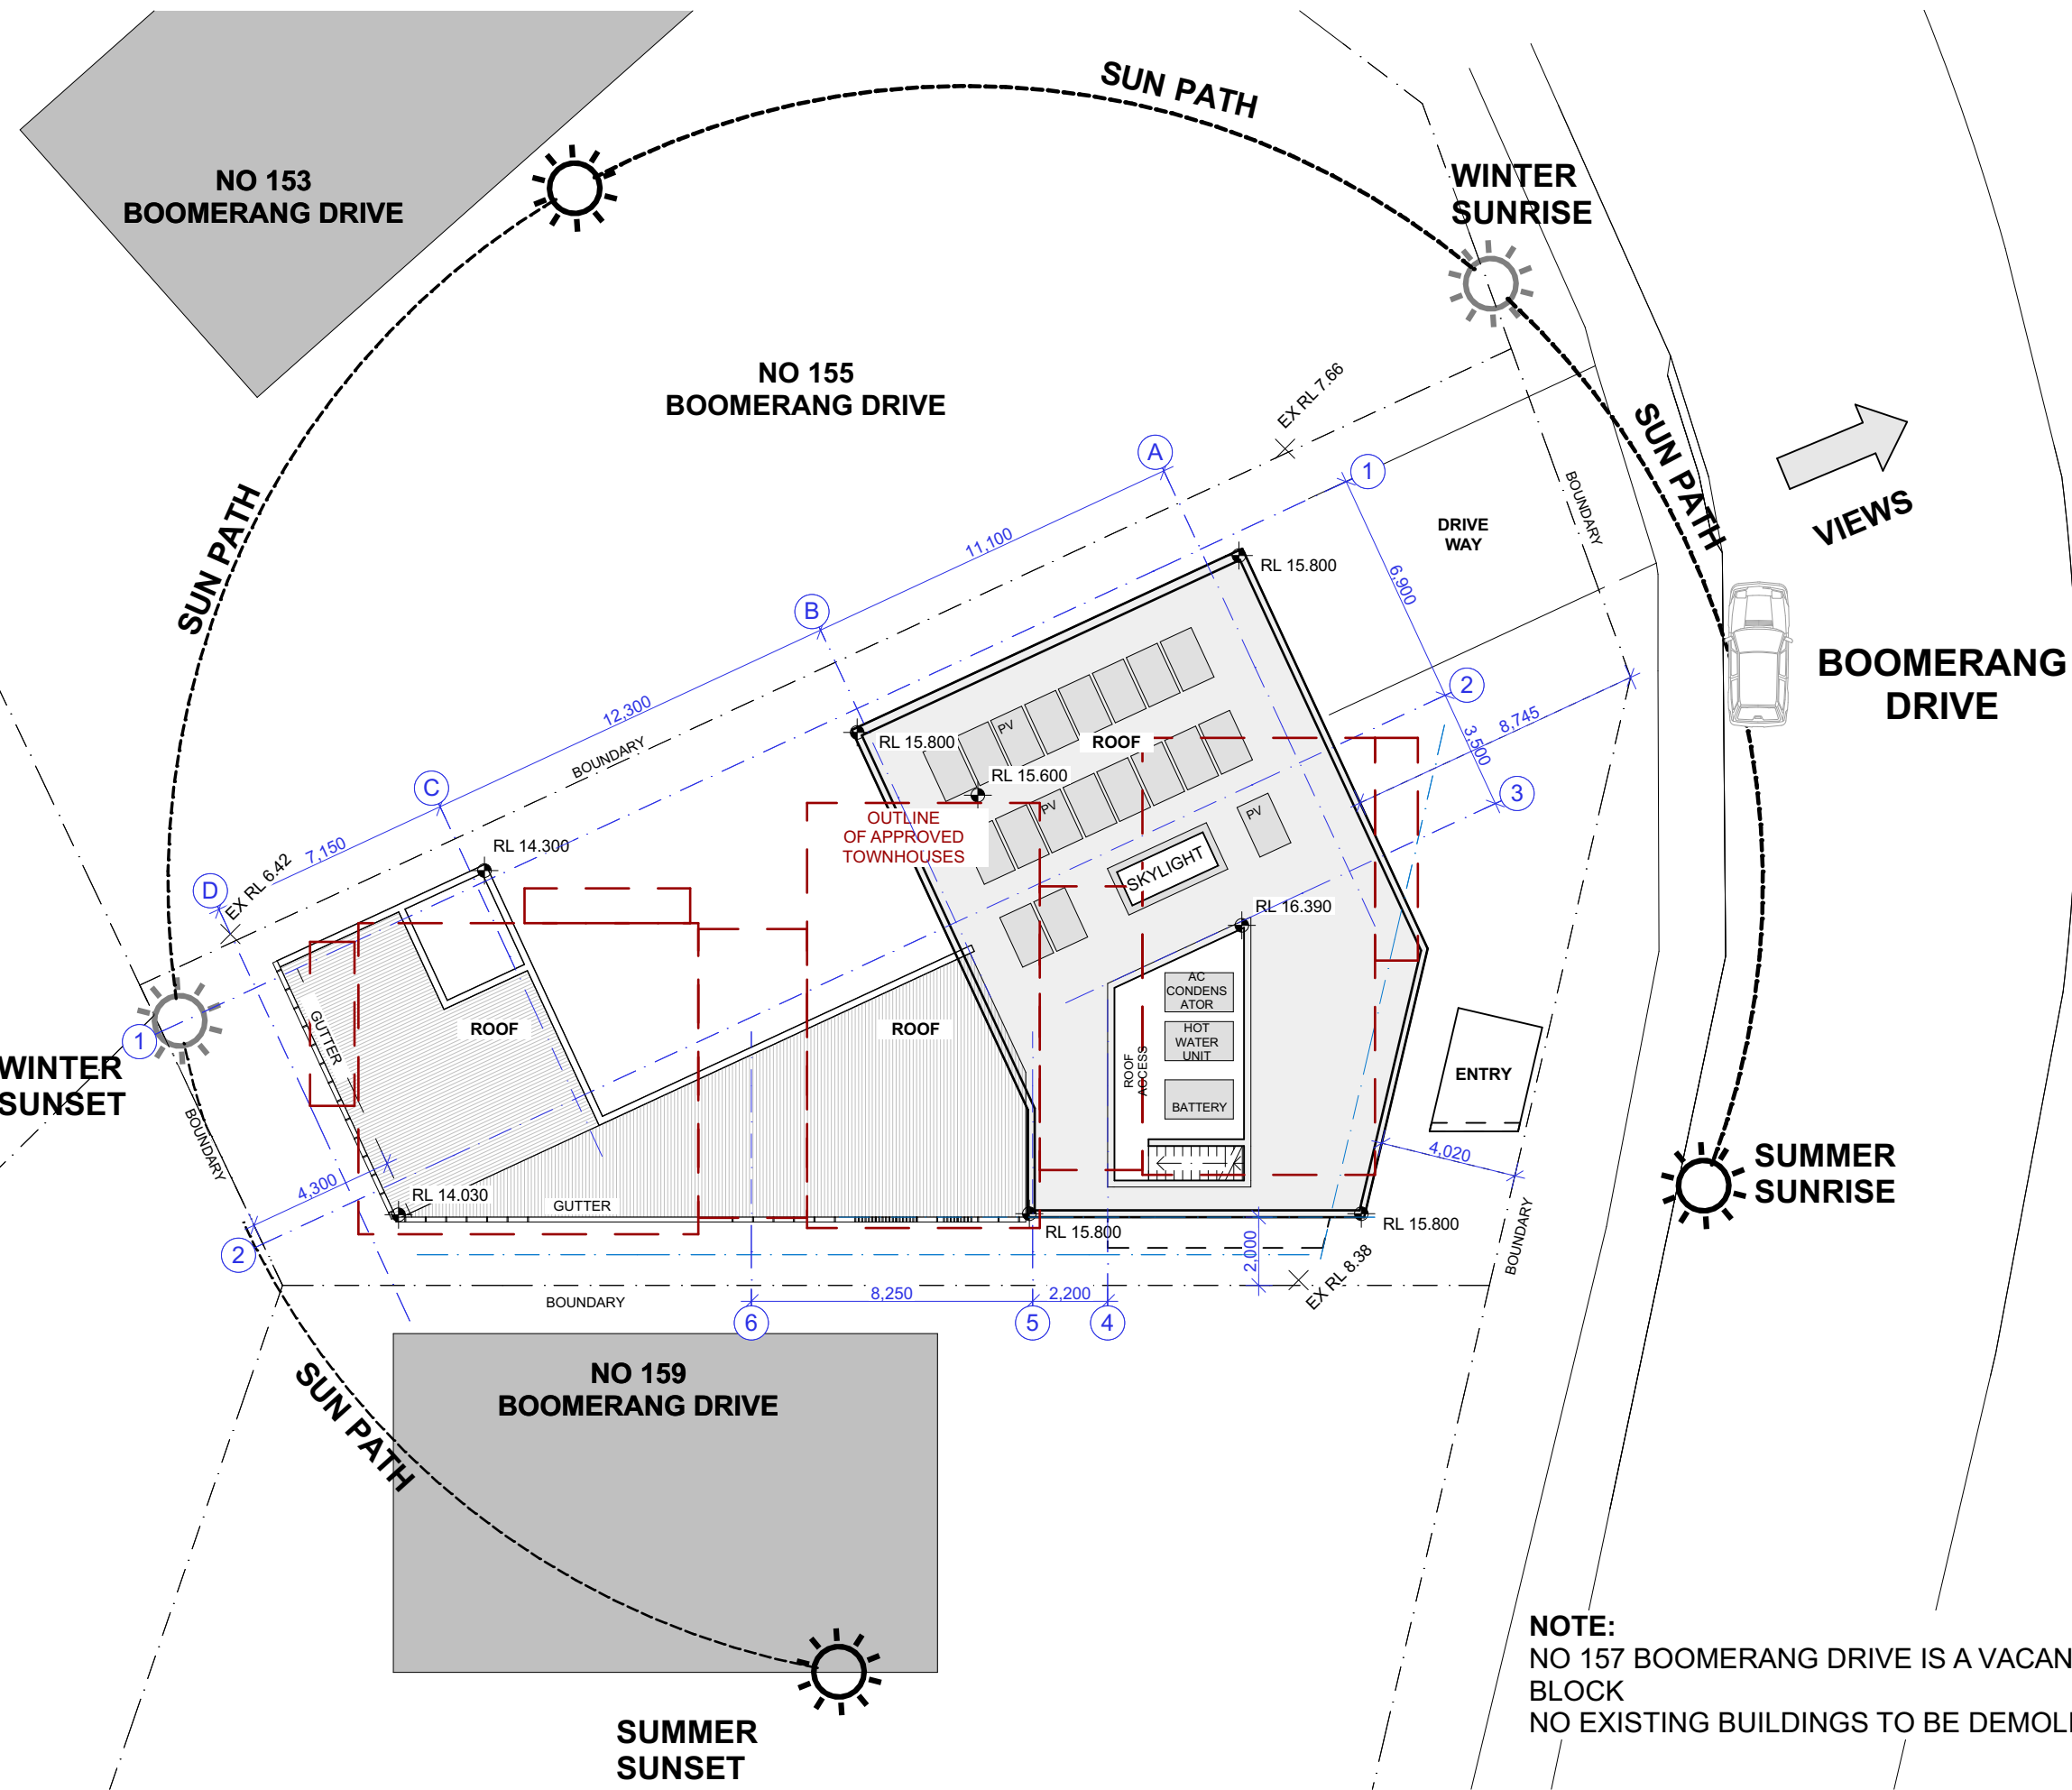 SUN PATH
NO 153
BOOMERANG DRIVE
WINTER
SUNRISE
NO 155
BOOMERANG DRIVE
EX RL 7.66
A
1
SUN PATH
VIEWS
BOUNDARY
DRIVE
WAY
11,100
RL 15.800
6,900
SUN PATH
B
BOOMERANG
DRIVE
2
12,300
BOUNDARY
RL 15.800
PV
ROOF
8,745
3,500
RL 15.600
3
C
PV
PV
OUTLINE
OF APPROVED
TOWNHOUSES
7,150
RL 14.300
SKYLIGHT
D
EX RL 6.42
RL 16.390
AC
CONDENS
ATOR
GUTTER
ROOF
ROOF
HOT
WATER
UNIT
1
WINTER
SUNSET
ROOF
ACCESS
ENTRY
BATTERY
BOUNDARY
4,020
SUMMER
SUNRISE
4,300
RL 14.030
GUTTER
RL 15.800
RL 15.800
2
2,000
BOUNDARY
EX RL 8.38
BOUNDARY
8,250
2,200
6
5
4
NO 159
BOOMERANG DRIVE
SUN PATH
NOTE:
NO 157 BOOMERANG DRIVE IS A VACAN
BLOCK
NO EXISTING BUILDINGS TO BE DEMOLI
SUMMER
SUNSET